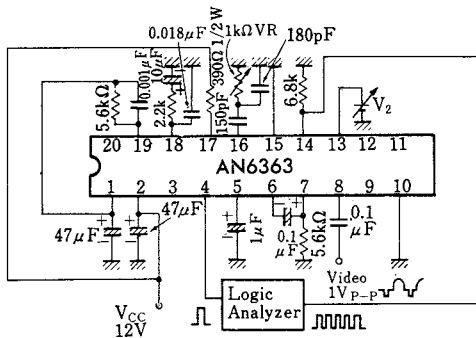 0.018μF
390Ω 1/2W
1kΩVR
180pF
0.001μF
10μF
5.6kΩ
2.2k
150pF
6.8k
V2
20 19 18 17 16 15 14 13 12 11
AN6363
1 2 3 4 5 6 7 8 9 10
47μF
47μF
1μF
0.1
μF
5.6kΩ
0.1
μF
Video
1VP-P
VCC
12V
Logic
Analyzer